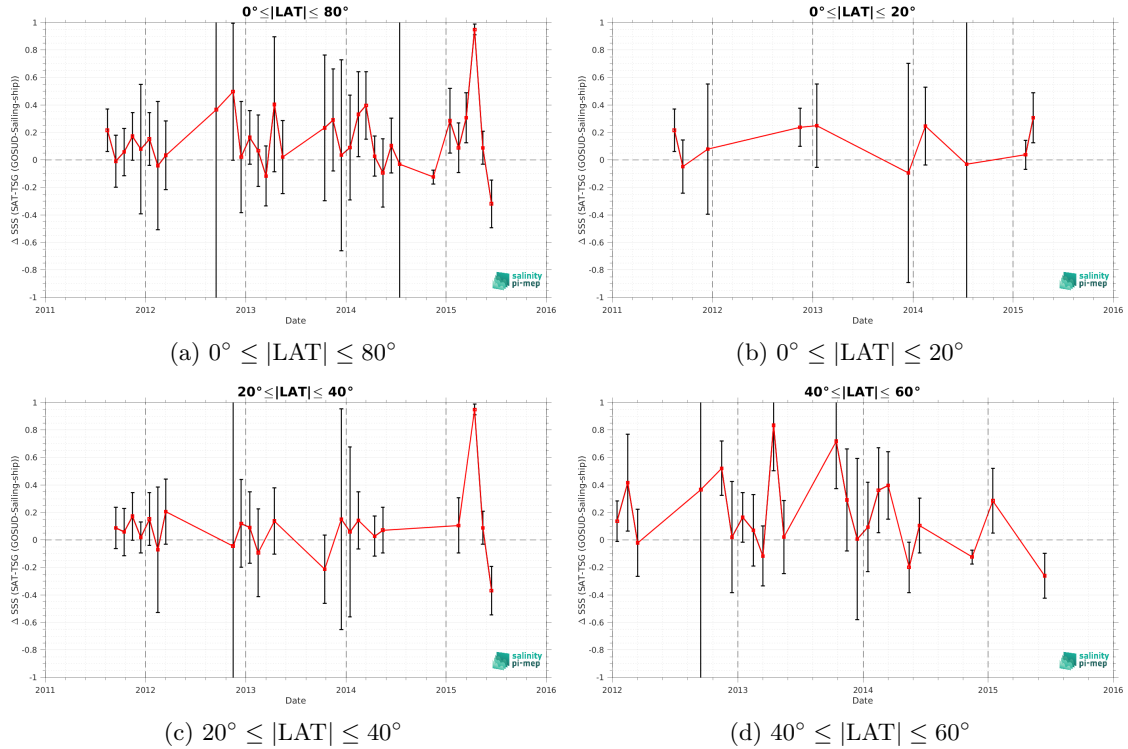 0°≤|LAT|≤ 80°
Δ SSS (SAT-TSG (GOSUD-Sailing-ship))
1
0.8
0.6
0.4
0.2
0
-0.2
-0.4
-0.6
-0.8
-1
2011 2012 2013 2014 2015 2016
Date
salinity
pi-mep
(a) 0° ≤ |LAT| ≤ 80°
0°≤|LAT|≤ 20°
Δ SSS (SAT-TSG (GOSUD-Sailing-ship))
1
0.8
0.6
0.4
0.2
0
-0.2
-0.4
-0.6
-0.8
-1
2011 2012 2013 2014 2015 2016
Date
salinity
pi-mep
(b) 0° ≤ |LAT| ≤ 20°
20°≤|LAT|≤ 40°
Δ SSS (SAT-TSG (GOSUD-Sailing-ship))
1
0.8
0.6
0.4
0.2
0
-0.2
-0.4
-0.6
-0.8
-1
2011 2012 2013 2014 2015 2016
Date
salinity
pi-mep
(c) 20° ≤ |LAT| ≤ 40°
40°≤|LAT|≤ 60°
Δ SSS (SAT-TSG (GOSUD-Sailing-ship))
1
0.8
0.6
0.4
0.2
0
-0.2
-0.4
-0.6
-0.8
-1
2012 2013 2014 2015 2016
Date
salinity
pi-mep
(d) 40° ≤ |LAT| ≤ 60°